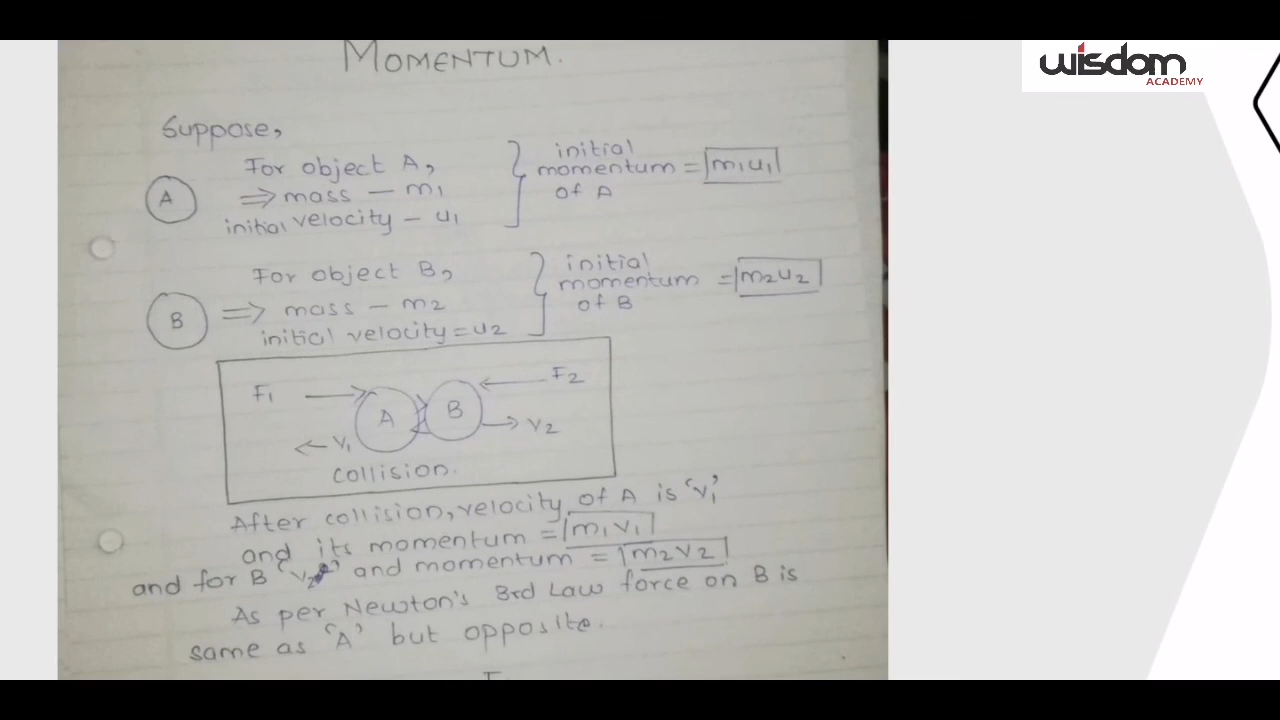 wisdom
ACADEMY
MOMENTUM.
Suppose,
For object A,
A
⇒ mass – m₁
initial velocity – u₁
initial
momentum = m₁u₁
of A
For object B,
B
⇒ mass – m₂
initial velocity = u₂
initial
momentum = m₂u₂
of B
F₁ → A B ← F₂
← v₁ → v₂
collision.
After collision, velocity of A is ‘v₁’
and its momentum = m₁v₁
and for B ‘v₂’ and momentum = m₂v₂
As per Newton's 3rd Law force on B is
same as ‘A’ but opposite.